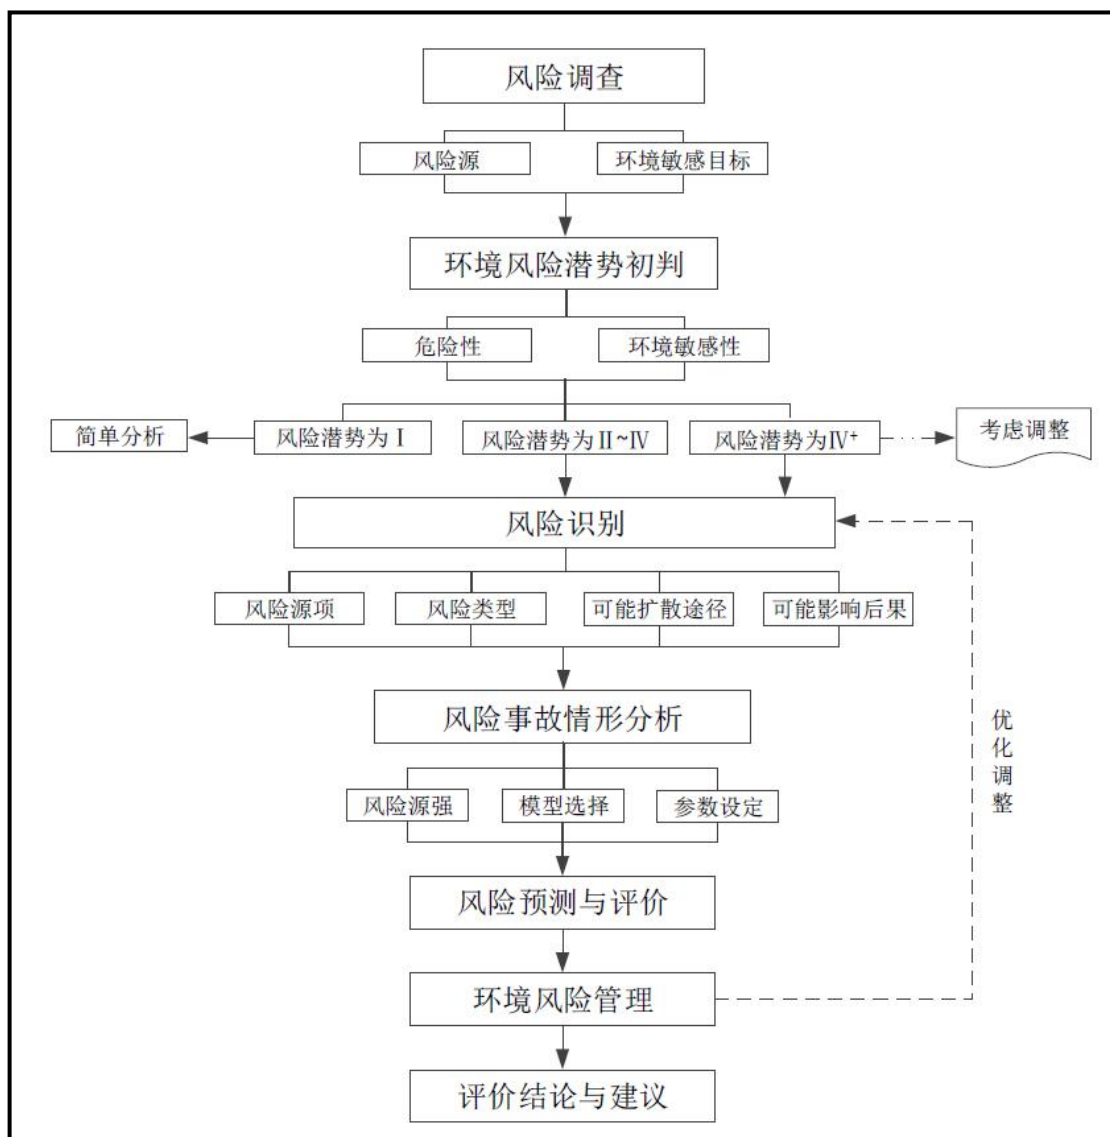 风险调查
风险源
环境敏感目标
环境风险潜势初判
危险性
环境敏感性
简单分析
风险潜势为Ⅰ
风险潜势为Ⅱ~Ⅳ
风险潜势为Ⅳ+
考虑调整
风险识别
风险源项
风险类型
可能扩散途径
可能影响后果
风险事故情形分析
优化调整
风险源强
模型选择
参数设定
风险预测与评价
环境风险管理
评价结论与建议